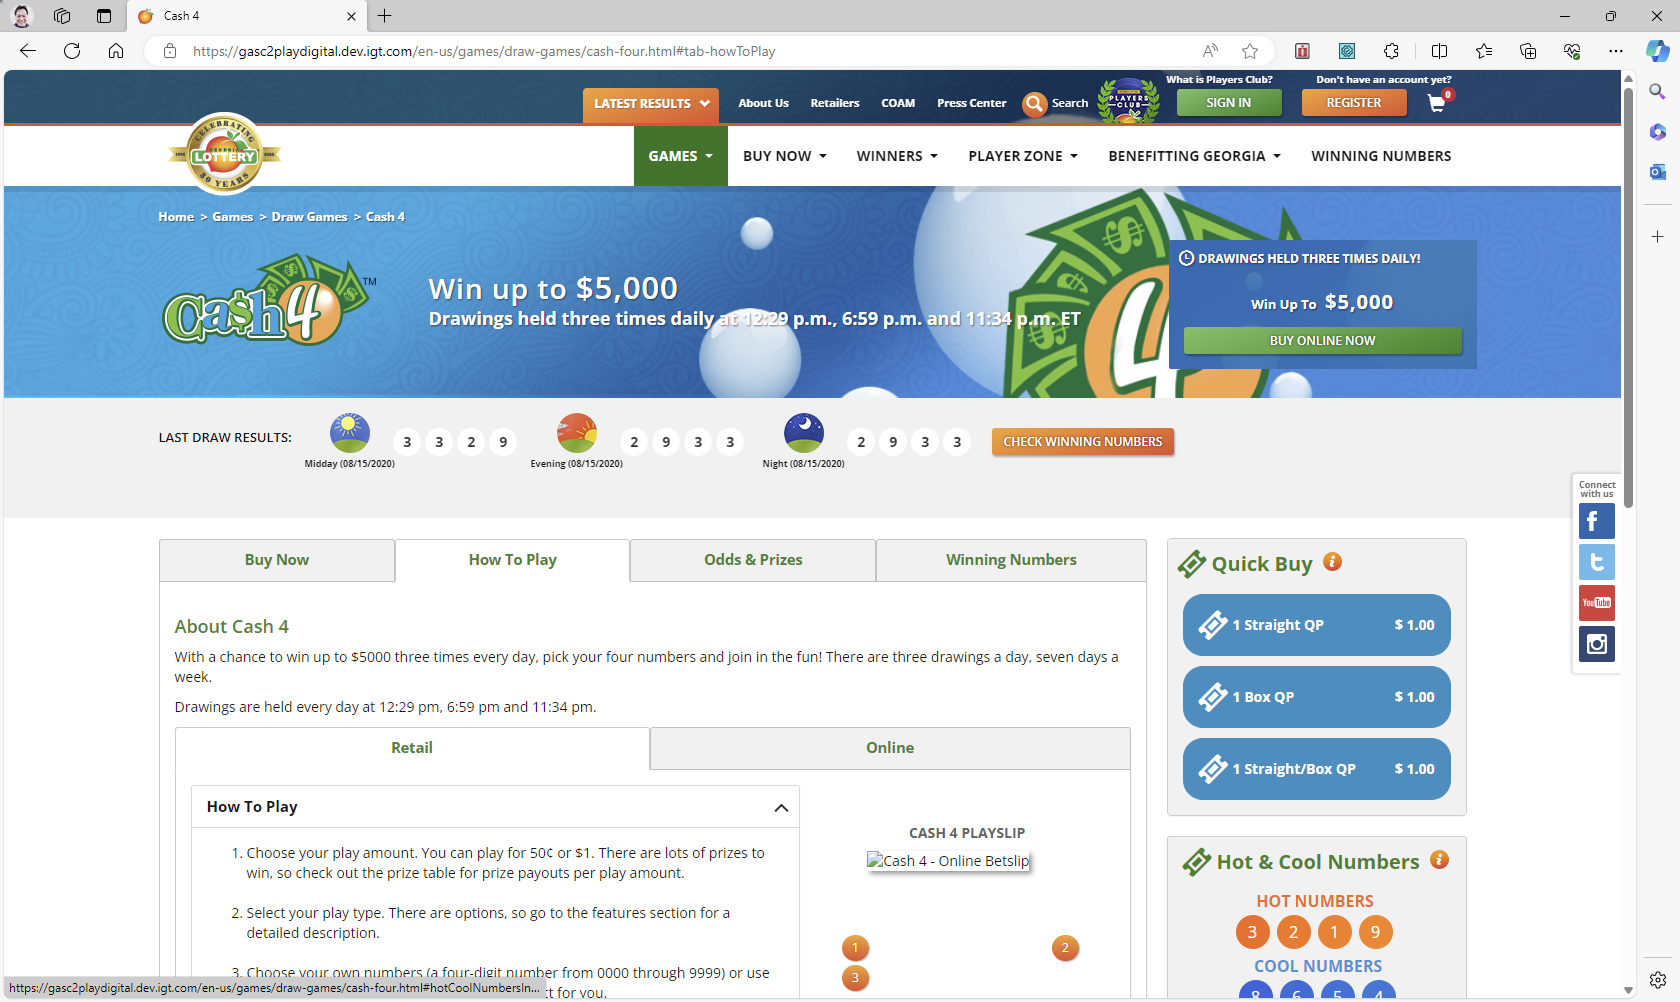 Cash 4
https://gasc2playdigital.dev.igt.com/en-us/games/draw-games/cash-four.html#tab-howToPlay
What is Players Club?
Don't have an account yet?
LATEST RESULTS
About Us
Retailers
COAM
Press Center
Search
PLAYERS CLUB
SIGN IN
REGISTER
0
CELEBRATING
GEORGIA
LOTTERY
30 YEARS
GAMES
BUY NOW
WINNERS
PLAYER ZONE
BENEFITTING GEORGIA
WINNING NUMBERS
Home > Games > Draw Games > Cash 4
Cash 4 TM
Win up to $5,000
Drawings held three times daily at 12:29 p.m., 6:59 p.m. and 11:34 p.m. ET
DRAWINGS HELD THREE TIMES DAILY!
Win Up To $5,000
BUY ONLINE NOW
LAST DRAW RESULTS:
3 3 2 9
Midday (08/15/2020)
2 9 3 3
Evening (08/15/2020)
2 9 3 3
Night (08/15/2020)
CHECK WINNING NUMBERS
Connect
with us
f
t
YouTube
Buy Now
How To Play
Odds & Prizes
Winning Numbers
About Cash 4
With a chance to win up to $5000 three times every day, pick your four numbers and join in the fun! There are three drawings a day, seven days a
week.
Drawings are held every day at 12:29 pm, 6:59 pm and 11:34 pm.
Retail
Online
How To Play
1. Choose your play amount. You can play for 50¢ or $1. There are lots of prizes to
win, so check out the prize table for prize payouts per play amount.
2. Select your play type. There are options, so go to the features section for a
detailed description.
3. Choose your own numbers (a four-digit number from 0000 through 9999) or use
ct for you.
CASH 4 PLAYSLIP
Cash 4 - Online Betslip
1
2
3
Quick Buy
1 Straight QP $ 1.00
1 Box QP $ 1.00
1 Straight/Box QP $ 1.00
Hot & Cool Numbers
HOT NUMBERS
3 2 1 9
COOL NUMBERS
8 6 5 4
https://gasc2playdigital.dev.igt.com/en-us/games/draw-games/cash-four.html#hotCoolNumbersIn...